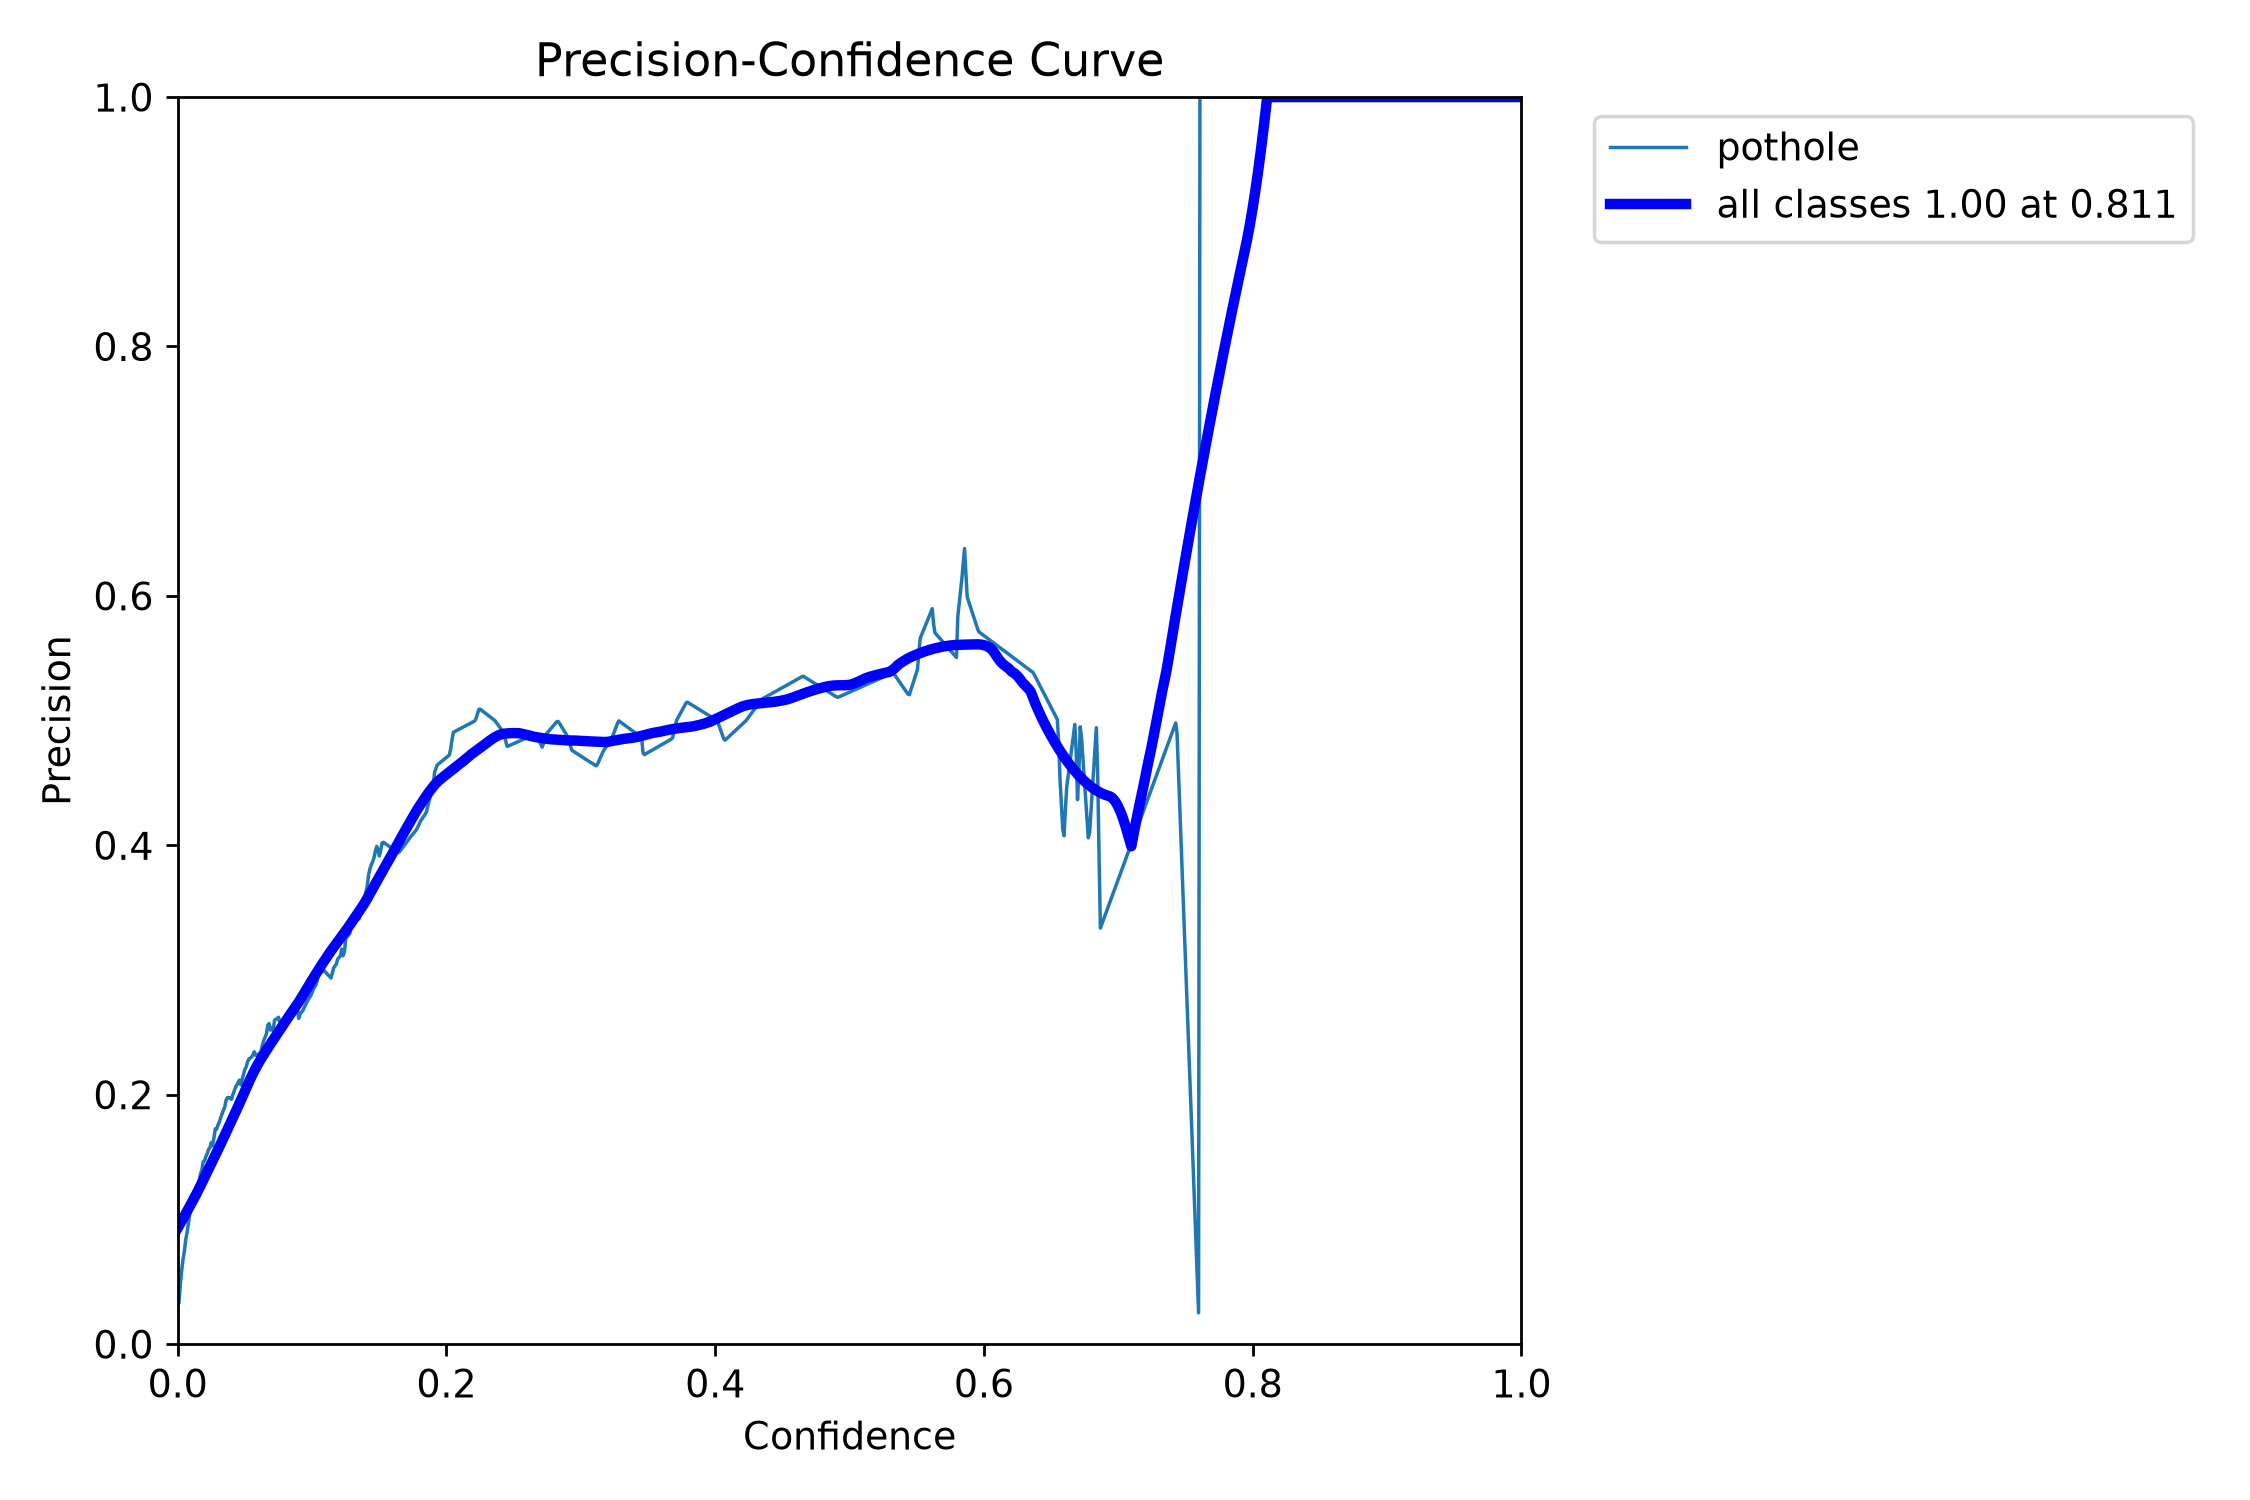 Precision-Confidence Curve
1.0
0.8
0.6
0.4
0.2
0.0
Precision
0.0 0.2 0.4 0.6 0.8 1.0
Confidence
pothole
all classes 1.00 at 0.811